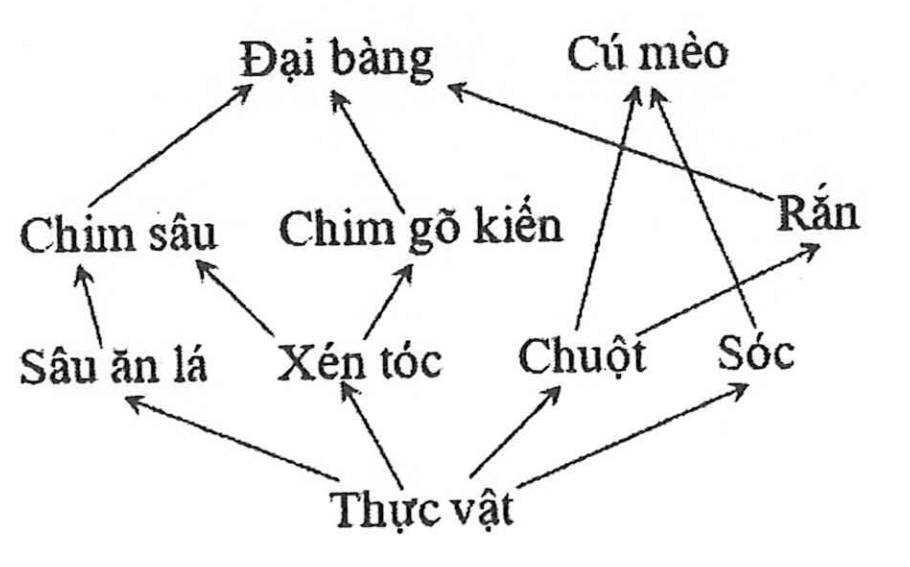 Đại bàng Cú mèo
Chim sâu Chim gõ kiến Rắn
Sâu ăn lá Xén tóc Chuột Sóc
Thực vật